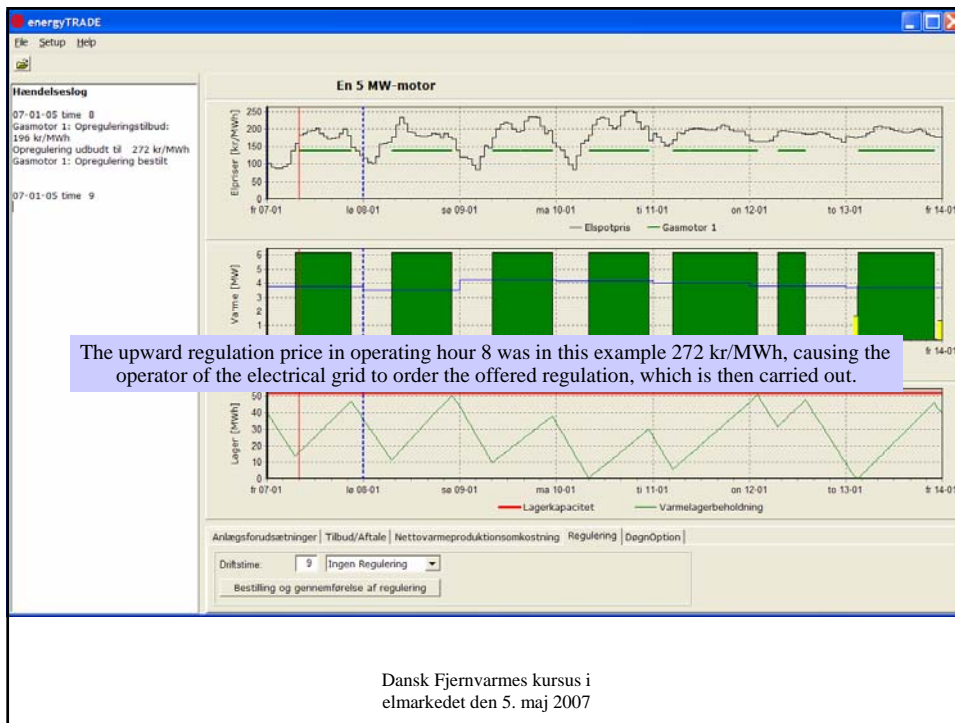 energyTRADE
File Setup Help
Hændelseslog
07-01-05 time 8
Gasmotor 1: Opreguleringstilbud:
196 kr/MWh
Opregulering udbudt til 272 kr/MWh
Gasmotor 1: Opregulering bestilt
07-01-05 time 9
En 5 MW-motor
Elpriser [kr/MWh]
250
200
150
100
50
0
fr 07-01 lø 08-01 sø 09-01 ma 10-01 ti 11-01 on 12-01 to 13-01 fr 14-01
Elspotpris Gasmotor 1
Varme [MW]
6
5
4
3
2
1
fr 14-01
The upward regulation price in operating hour 8 was in this example 272 kr/MWh, causing the
operator of the electrical grid to order the offered regulation, which is then carried out.
Lager [MWh]
50
40
30
20
10
0
fr 07-01 lø 08-01 sø 09-01 ma 10-01 ti 11-01 on 12-01 to 13-01 fr 14-01
Lagerkapacitet Varmelagerbeholdning
Anlægsforudsætninger Tilbud/Aftale Nettovarmeproduktionsomkostning Regulering DøgnOption
Driftstime: 9 Ingen Regulering
Bestilling og gennemførelse af regulering
Dansk Fjernvarmes kursus i
elmarkedet den 5. maj 2007